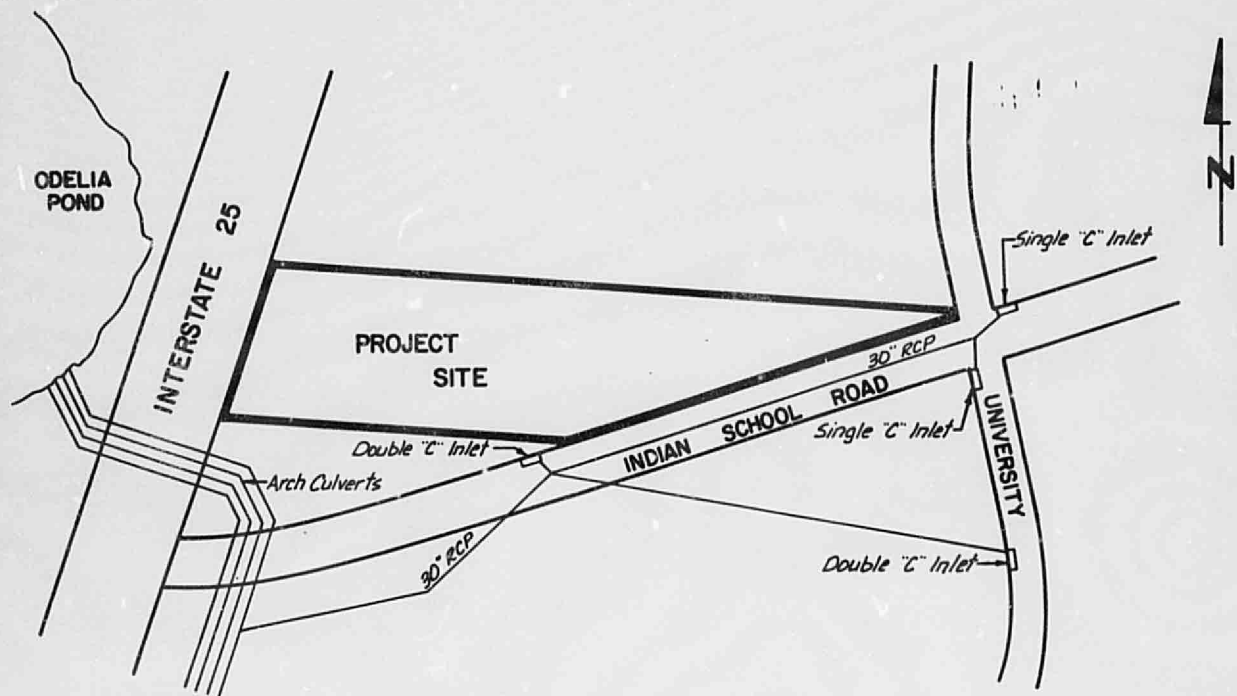 ODELIA
POND
INTERSTATE 25
PROJECT
SITE
N
Single "C" Inlet
30" RCP
INDIAN SCHOOL ROAD
Single "C" Inlet
UNIVERSITY
Double "C" Inlet
Arch Culverts
30" RCP
Double "C" Inlet